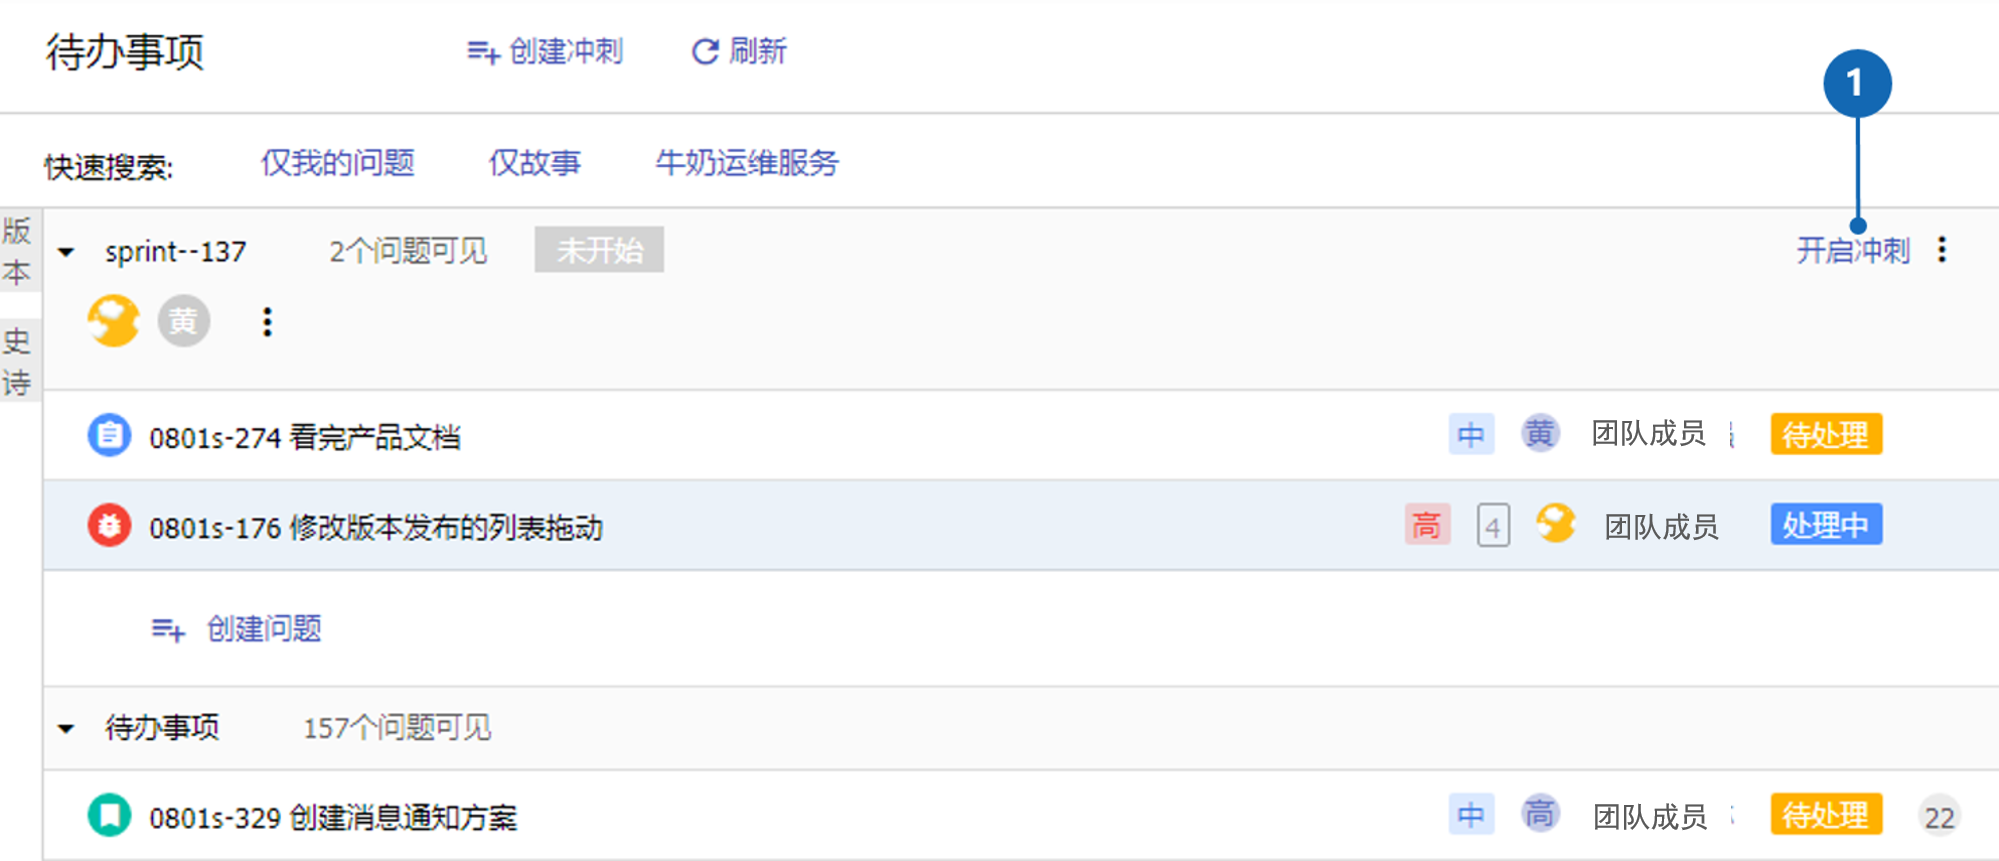 待办事项 创建冲刺 刷新
1
快速搜索: 仅我的问题 仅故事 牛奶运维服务
版本
史诗
sprint--137 2个问题可见 未开始 开启冲刺
黄
0801s-274 看完产品文档 中 黄 团队成员 待处理
0801s-176 修改版本发布的列表拖动 高 4 团队成员 处理中
创建问题
待办事项 157个问题可见
0801s-329 创建消息通知方案 中 高 团队成员 待处理 22